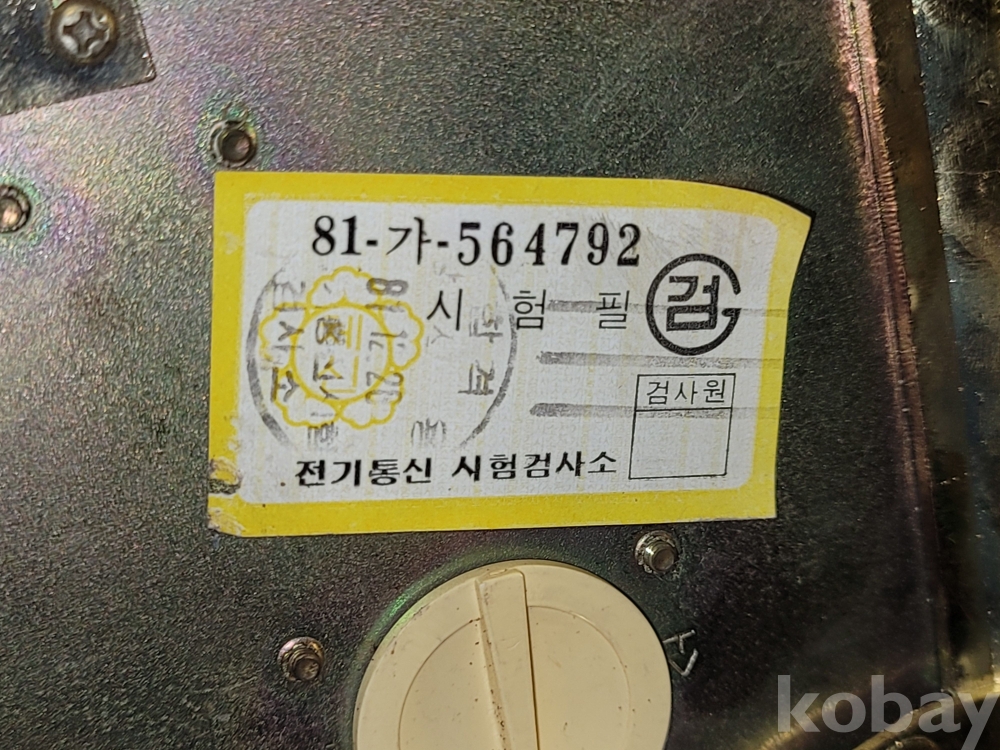 81-가-564792
시험필 검
검사원
전기통신 시험검사소
kobay